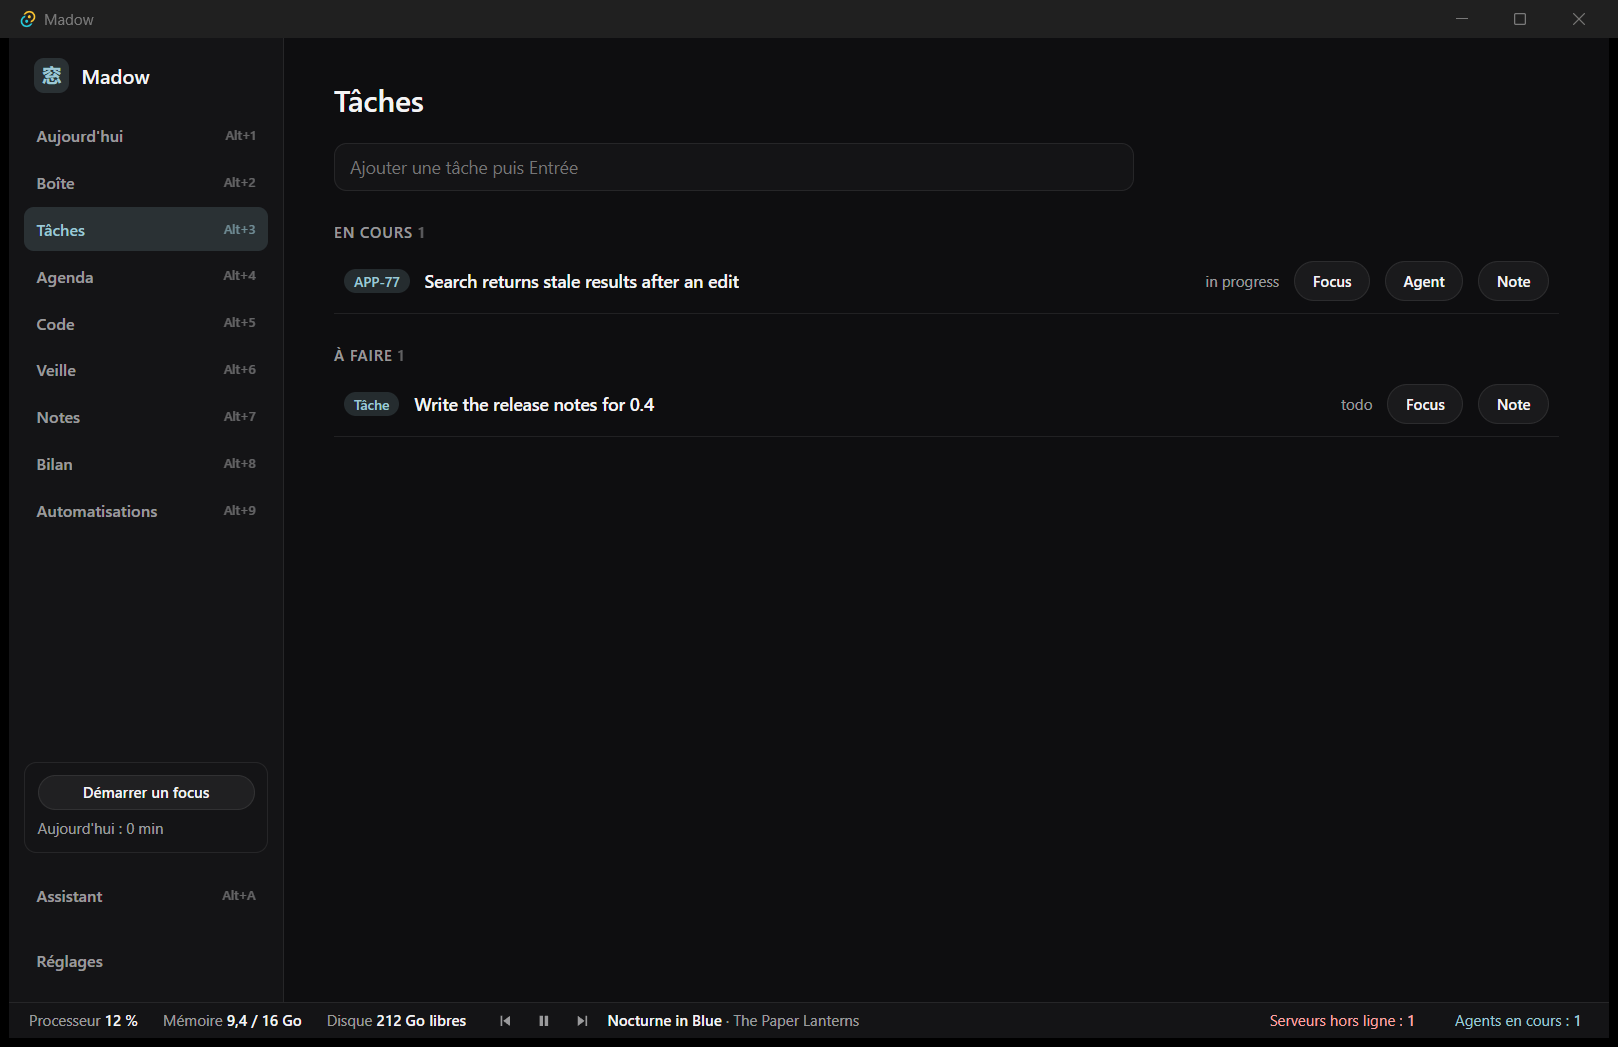 Madow
窓 Madow
Aujourd'hui Alt+1
Boîte Alt+2
Tâches Alt+3
Agenda Alt+4
Code Alt+5
Veille Alt+6
Notes Alt+7
Bilan Alt+8
Automatisations Alt+9
Démarrer un focus
Aujourd'hui : 0 min
Assistant Alt+A
Réglages
Tâches
Ajouter une tâche puis Entrée
EN COURS 1
APP-77 Search returns stale results after an edit in progress Focus Agent Note
À FAIRE 1
Tâche Write the release notes for 0.4 todo Focus Note
Processeur 12 % Mémoire 9,4 / 16 Go Disque 212 Go libres Nocturne in Blue · The Paper Lanterns Serveurs hors ligne : 1 Agents en cours : 1